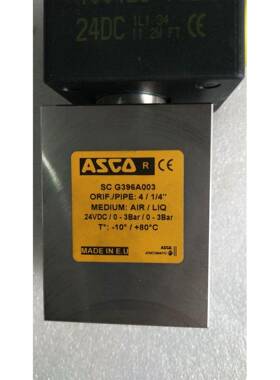 24DC
ASCO R CE
SC G396A003
ORIF./PIPE: 4 / 1/4"
MEDIUM: AIR / LIQ
24VDC / 0 - 3Bar / 0 - 3Bar
T°: -10° / +80°C
MADE IN E.U
ASCO